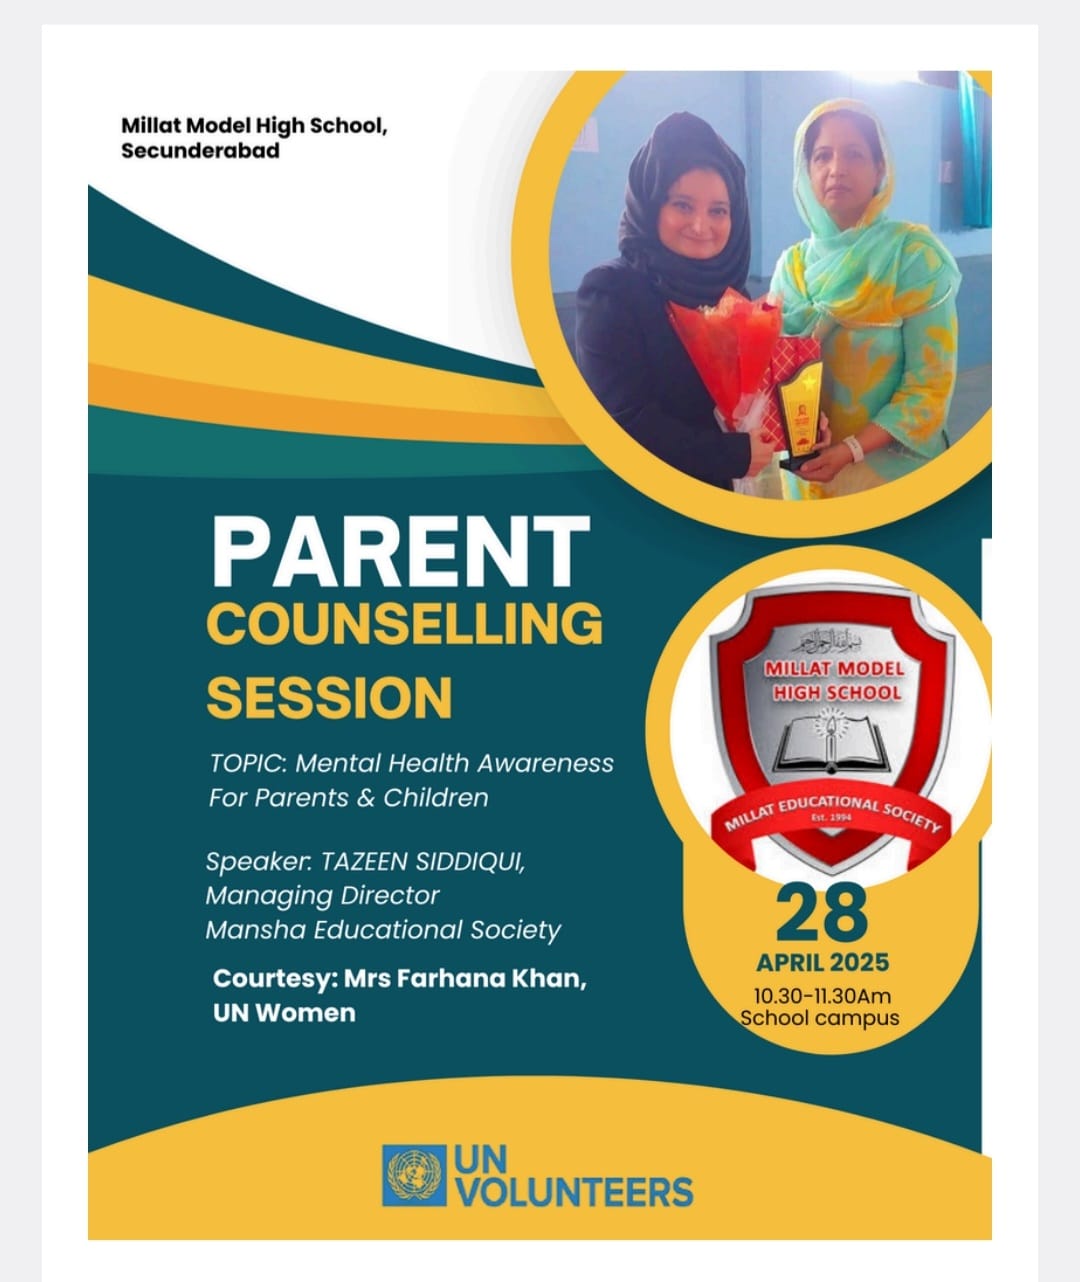 Millat Model High School,
Secunderabad
PARENT
COUNSELLING
SESSION
TOPIC: Mental Health Awareness
For Parents & Children
Speaker: TAZEEN SIDDIQUI,
Managing Director
Mansha Educational Society
Courtesy: Mrs Farhana Khan,
UN Women
MILLAT MODEL
HIGH SCHOOL
MILLAT EDUCATIONAL SOCIETY
Est. 1994
28
APRIL 2025
10.30-11.30Am
School campus
UN
VOLUNTEERS